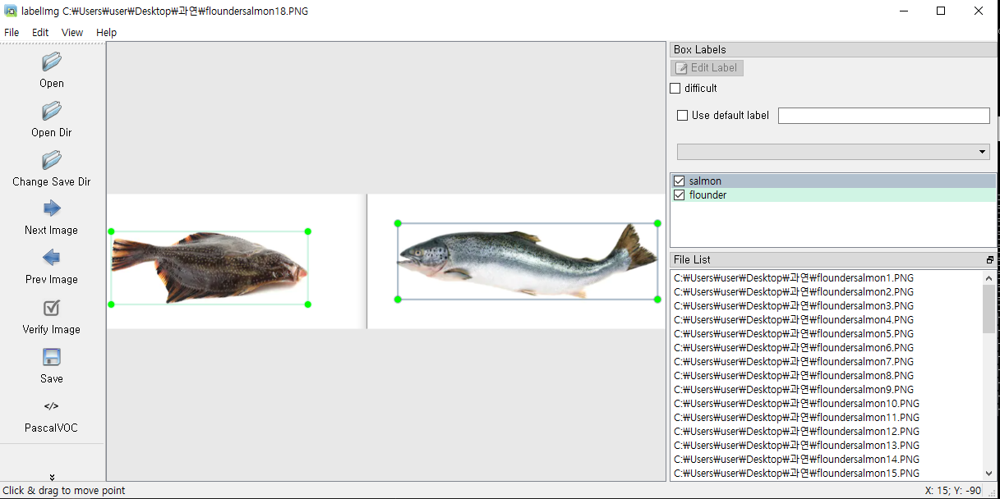 labelImg C:₩Users₩user₩Desktop₩과연₩floundersalmon18.PNG
File Edit View Help
Open
Open Dir
Change Save Dir
Next Image
Prev Image
Verify Image
Save
</>
PascalVOC
Box Labels
Edit Label
difficult
Use default label
salmon
flounder
File List
C:₩Users₩user₩Desktop₩과연₩floundersalmon1.PNG
C:₩Users₩user₩Desktop₩과연₩floundersalmon2.PNG
C:₩Users₩user₩Desktop₩과연₩floundersalmon3.PNG
C:₩Users₩user₩Desktop₩과연₩floundersalmon4.PNG
C:₩Users₩user₩Desktop₩과연₩floundersalmon5.PNG
C:₩Users₩user₩Desktop₩과연₩floundersalmon6.PNG
C:₩Users₩user₩Desktop₩과연₩floundersalmon7.PNG
C:₩Users₩user₩Desktop₩과연₩floundersalmon8.PNG
C:₩Users₩user₩Desktop₩과연₩floundersalmon9.PNG
C:₩Users₩user₩Desktop₩과연₩floundersalmon10.PNG
C:₩Users₩user₩Desktop₩과연₩floundersalmon11.PNG
C:₩Users₩user₩Desktop₩과연₩floundersalmon12.PNG
C:₩Users₩user₩Desktop₩과연₩floundersalmon13.PNG
C:₩Users₩user₩Desktop₩과연₩floundersalmon14.PNG
C:₩Users₩user₩Desktop₩과연₩floundersalmon15.PNG
Click & drag to move point
X: 15; Y: -90